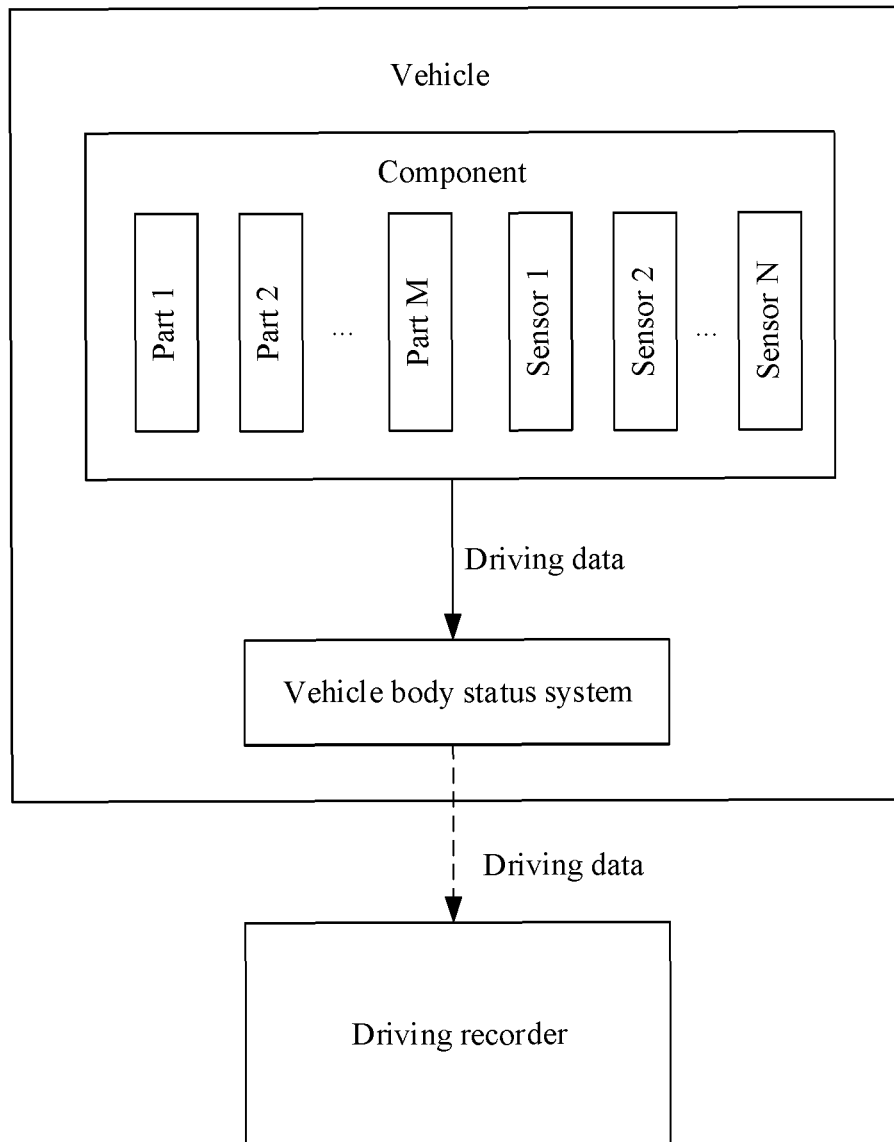 Vehicle
Component
Part 1
Part 2
...
Part M
Sensor 1
Sensor 2
...
Sensor N
Driving data
Vehicle body status system
Driving data
Driving recorder